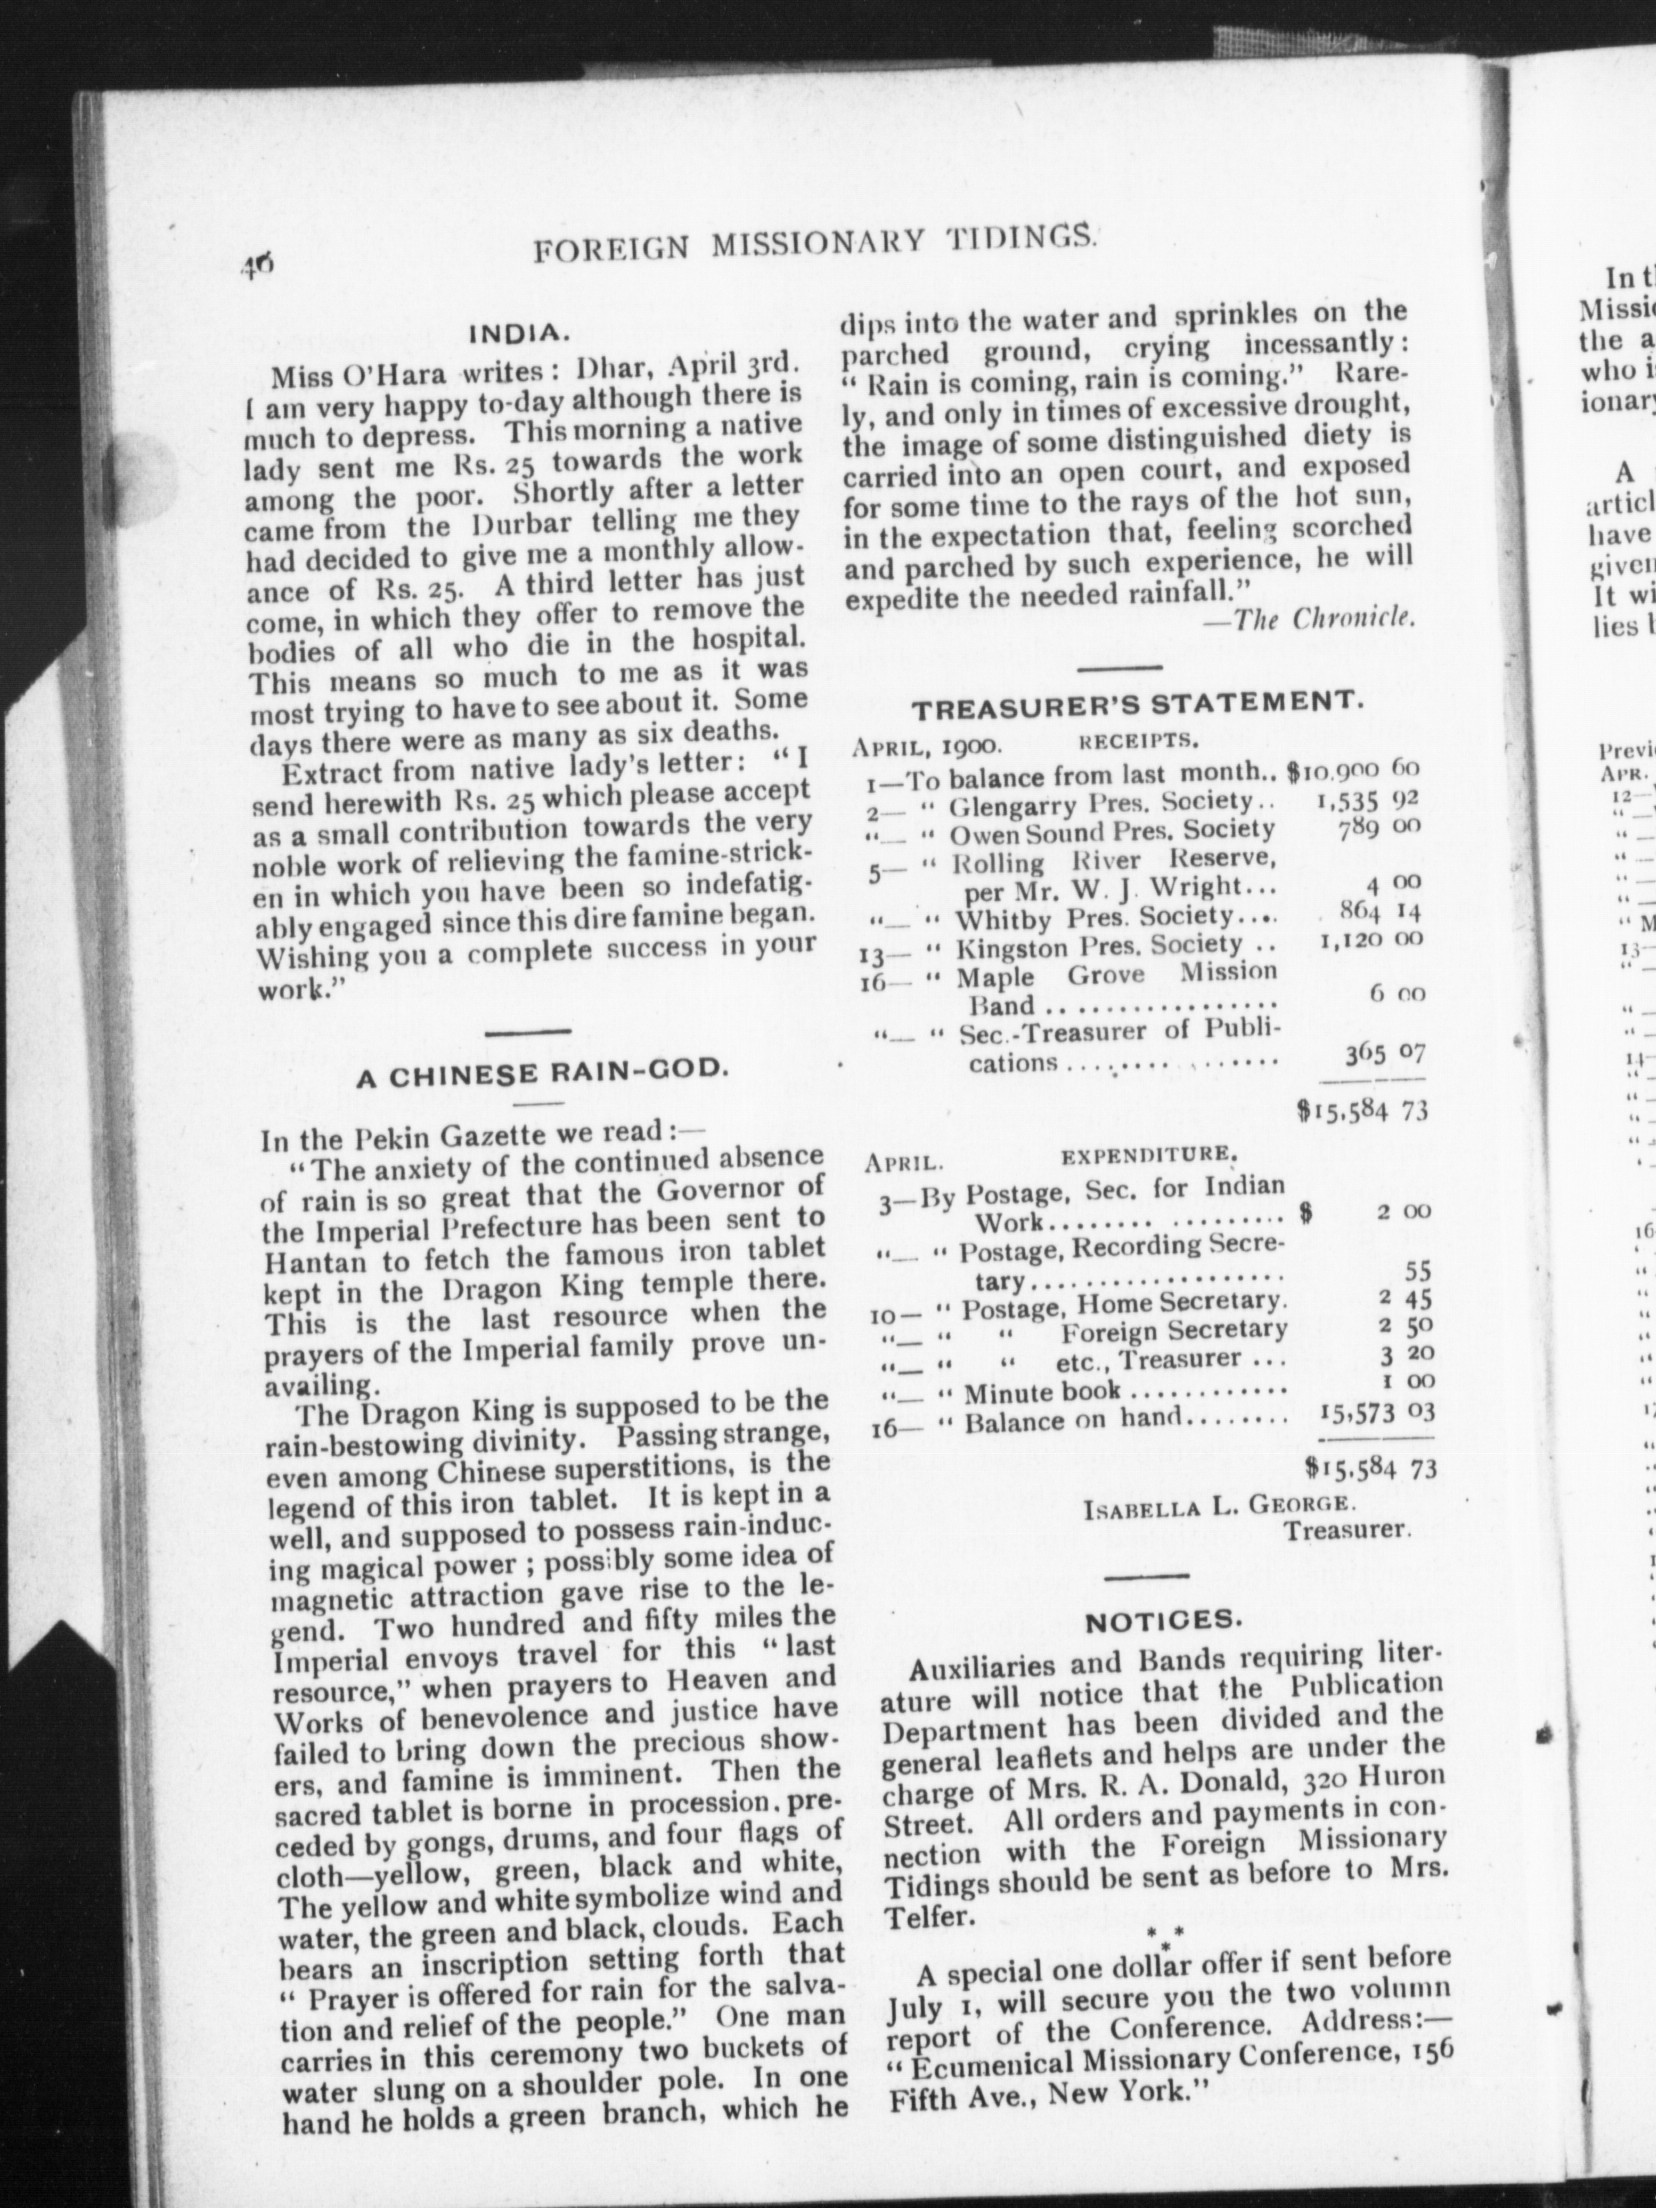 46
FOREIGN MISSIONARY TIDINGS.
INDIA.
Miss O'Hara writes : Dhar, April 3rd.
I am very happy to-day although there is
much to depress. This morning a native
lady sent me Rs. 25 towards the work
among the poor. Shortly after a letter
came from the Durbar telling me they
had decided to give me a monthly allow-
ance of Rs. 25. A third letter has just
come, in which they offer to remove the
bodies of all who die in the hospital.
This means so much to me as it was
most trying to have to see about it. Some
days there were as many as six deaths.
Extract from native lady's letter: "I
send herewith Rs. 25 which please accept
as a small contribution towards the very
noble work of relieving the famine-strick-
en in which you have been so indefatig-
ably engaged since this dire famine began.
Wishing you a complete success in your
work."
A CHINESE RAIN-GOD.
In the Pekin Gazette we read :—
"The anxiety of the continued absence
of rain is so great that the Governor of
the Imperial Prefecture has been sent to
Hantan to fetch the famous iron tablet
kept in the Dragon King temple there.
This is the last resource when the
prayers of the Imperial family prove un-
availing.
The Dragon King is supposed to be the
rain-bestowing divinity. Passing strange,
even among Chinese superstitions, is the
legend of this iron tablet. It is kept in a
well, and supposed to possess rain-induc-
ing magical power ; possibly some idea of
magnetic attraction gave rise to the le-
gend. Two hundred and fifty miles the
Imperial envoys travel for this "last
resource," when prayers to Heaven and
Works of benevolence and justice have
failed to bring down the precious show-
ers, and famine is imminent. Then the
sacred tablet is borne in procession, pre-
ceded by gongs, drums, and four flags of
cloth—yellow, green, black and white,
The yellow and white symbolize wind and
water, the green and black, clouds. Each
bears an inscription setting forth that
" Prayer is offered for rain for the salva-
tion and relief of the people." One man
carries in this ceremony two buckets of
water slung on a shoulder pole. In one
hand he holds a green branch, which he
dips into the water and sprinkles on the
parched ground, crying incessantly :
" Rain is coming, rain is coming." Rare-
ly, and only in times of excessive drought,
the image of some distinguished diety is
carried into an open court, and exposed
for some time to the rays of the hot sun,
in the expectation that, feeling scorched
and parched by such experience, he will
expedite the needed rainfall."
—The Chronicle.
TREASURER'S STATEMENT.
APRIL, 1900. RECEIPTS.
1—To balance from last month.. $10,900 60
2— " Glengarry Pres. Society.. 1,535 92
"— " Owen Sound Pres. Society 789 00
5— " Rolling River Reserve,
per Mr. W. J. Wright... 4 00
"— " Whitby Pres. Society.... 864 14
13— " Kingston Pres. Society .. 1,120 00
16— " Maple Grove Mission
Band .................. 6 00
"— " Sec.-Treasurer of Publi-
cations ................ 365 07
$15,584 73
APRIL. EXPENDITURE.
3—By Postage, Sec. for Indian
Work........ ......... $ 2 00
"— " Postage, Recording Secre-
tary................... 55
10— " Postage, Home Secretary. 2 45
"— " " Foreign Secretary 2 50
"— " " etc., Treasurer ... 3 20
"— " Minute book ............ 1 00
16— " Balance on hand........ 15,573 03
$15,584 73
ISABELLA L. GEORGE.
Treasurer.
NOTICES.
Auxiliaries and Bands requiring liter-
ature will notice that the Publication
Department has been divided and the
general leaflets and helps are under the
charge of Mrs. R. A. Donald, 320 Huron
Street. All orders and payments in con-
nection with the Foreign Missionary
Tidings should be sent as before to Mrs.
Telfer.
* * *
A special one dollar offer if sent before
July 1, will secure you the two volumn
report of the Conference. Address:—
" Ecumenical Missionary Conference, 156
Fifth Ave., New York."
the a
have
given
It
lies
APR.
12—
13—
16